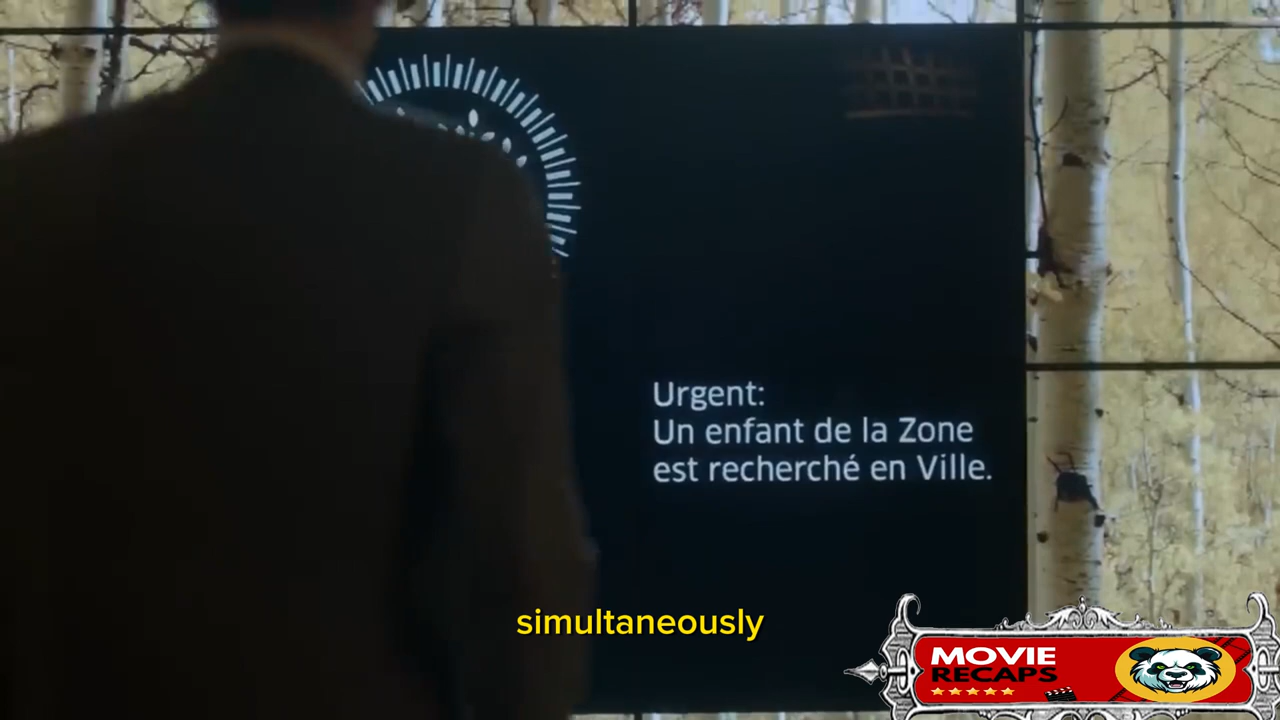 Urgent:
Un enfant de la Zone
est recherché en Ville.
simultaneously
MOVIE
RECAPS